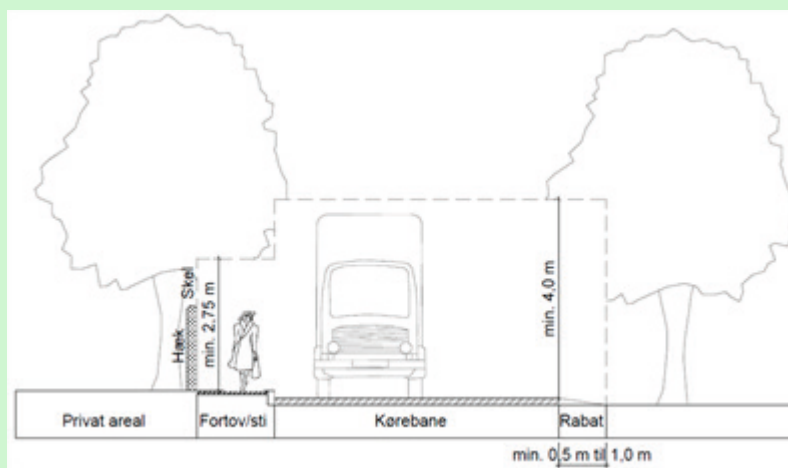 Skel
Hæk
min. 2.75 m
min. 4,0 m
Privat areal
Fortov/sti
Kørebane
Rabat
min. 0,5 m til 1,0 m